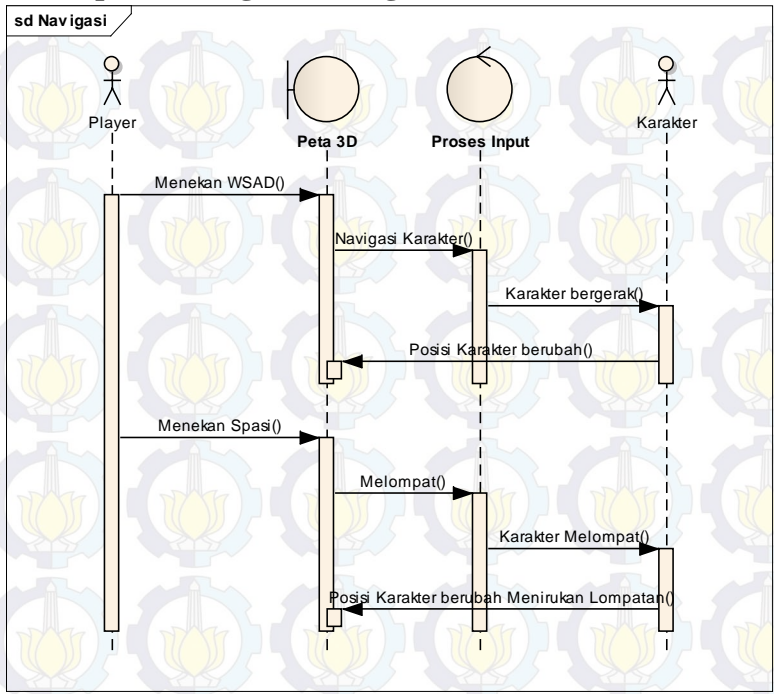 sd Navigasi
Player
Peta 3D
Proses Input
Karakter
Menekan WSAD()
Navigasi Karakter()
Karakter bergerak()
Posisi Karakter berubah()
Menekan Spasi()
Melompat()
Karakter Melompat()
Posisi Karakter berubah Menirukan Lompatan()